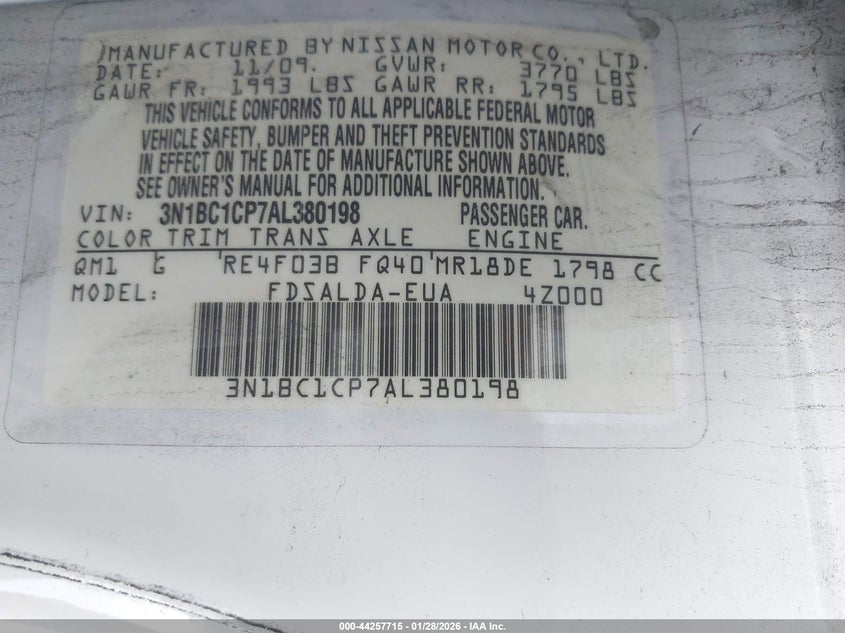 MANUFACTURED BY NISSAN MOTOR CO., LTD.
DATE: 11/09. GVWR: 3770 LBS
GAWR FR: 1993 LBS GAWR RR: 1795 LBS
THIS VEHICLE CONFORMS TO ALL APPLICABLE FEDERAL MOTOR
VEHICLE SAFETY, BUMPER AND THEFT PREVENTION STANDARDS
IN EFFECT ON THE DATE OF MANUFACTURE SHOWN ABOVE.
SEE OWNER'S MANUAL FOR ADDITIONAL INFORMATION.
VIN: 3N1BC1CP7AL380198 PASSENGER CAR.
COLOR TRIM TRANS AXLE ENGINE
QM1 G RE4F03B FQ40 MR18DE 1798 CC
MODEL: FDSALDA-EUA 4Z000
3N1BC1CP7AL380198
000-44257715 - 01/28/2026 - IAA Inc.